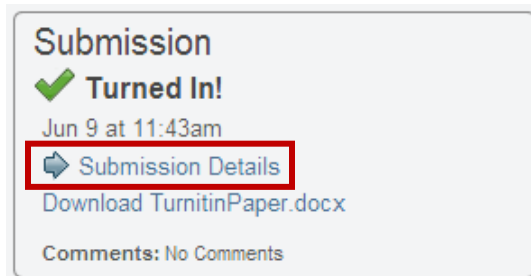 Submission
Turned In!
Jun 9 at 11:43am
Submission Details
Download TurnitinPaper.docx
Comments: No Comments